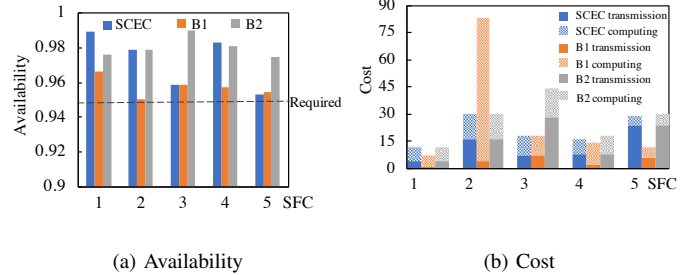 SCEC B1 B2
Availability
1
0.98
0.96
0.94
0.92
0.9
Required
1 2 3 4 5 SFC
(a) Availability
Cost
90
75
60
45
30
15
0
SCEC transmission
SCEC computing
B1 transmission
B1 computing
B2 transmission
B2 computing
1 2 3 4 5 SFC
(b) Cost